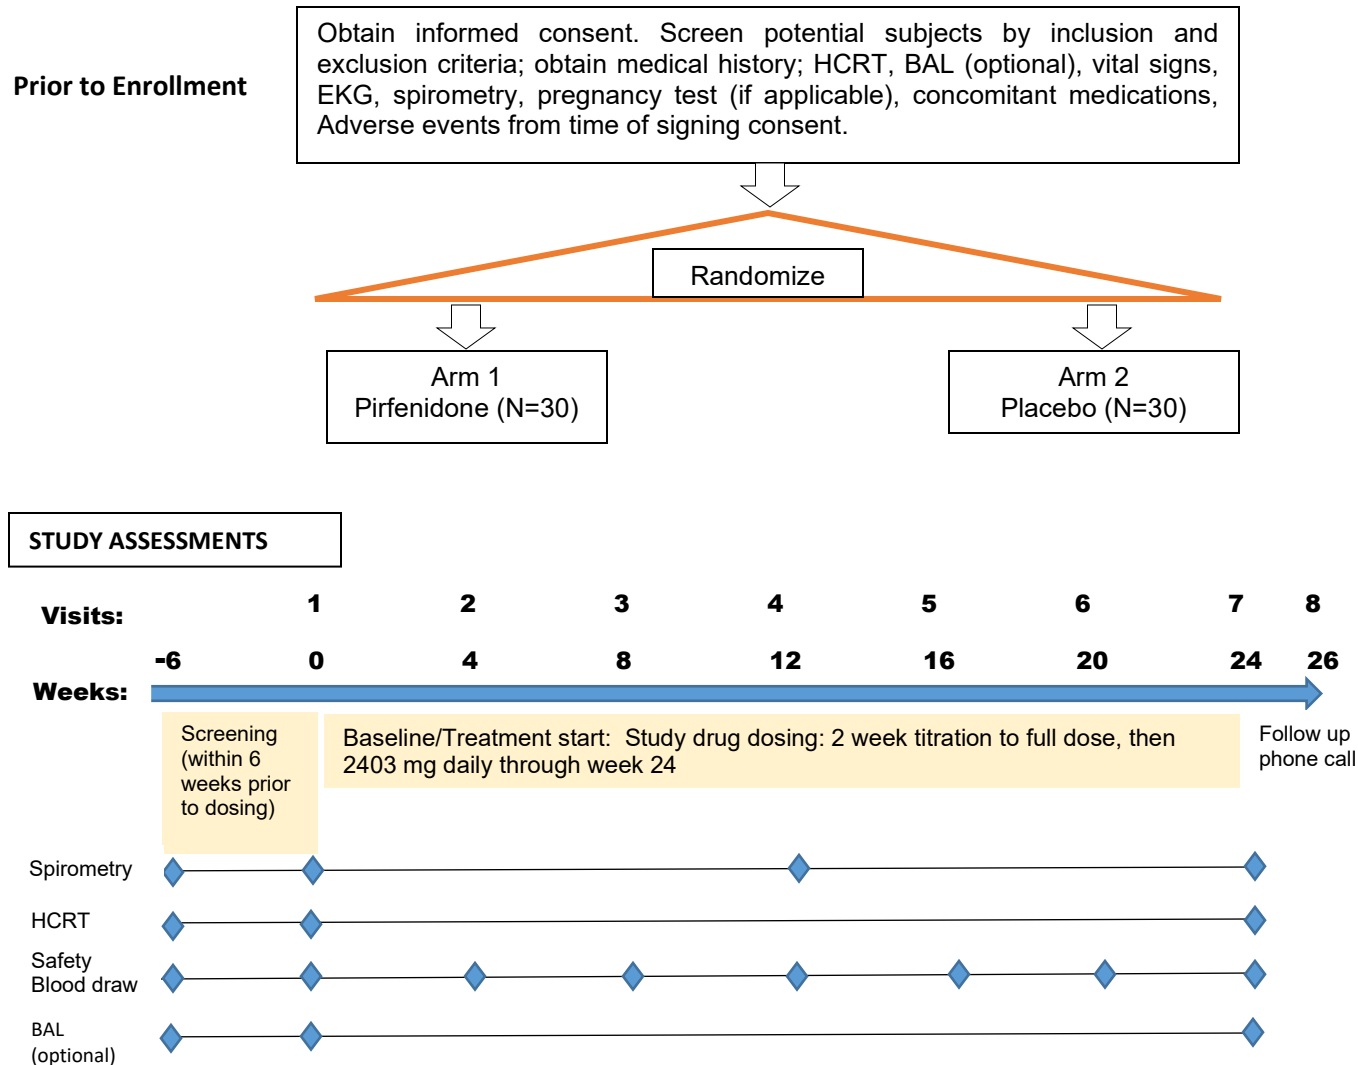 Prior to Enrollment
Obtain informed consent. Screen potential subjects by inclusion and
exclusion criteria; obtain medical history; HCRT, BAL (optional), vital signs,
EKG, spirometry, pregnancy test (if applicable), concomitant medications,
Adverse events from time of signing consent.
Randomize
Arm 1
Pirfenidone (N=30)
Arm 2
Placebo (N=30)
STUDY ASSESSMENTS
Visits: 1 2 3 4 5 6 7 8
Weeks: -6 0 4 8 12 16 20 24 26
Screening
(within 6
weeks prior
to dosing)
Baseline/Treatment start: Study drug dosing: 2 week titration to full dose, then
2403 mg daily through week 24
Follow up
phone call
Spirometry
HCRT
Safety
Blood draw
BAL
(optional)